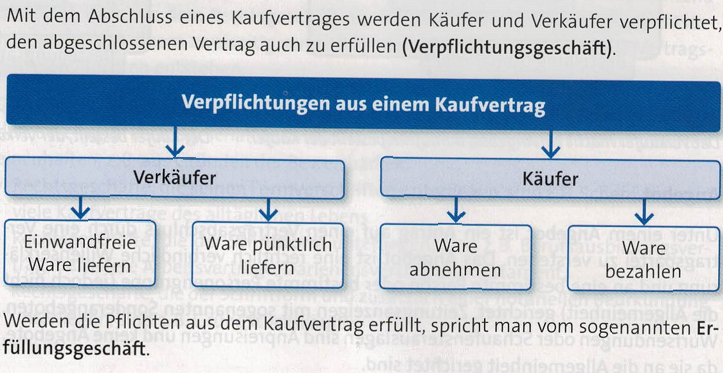 Mit dem Abschluss eines Kaufvertrages werden Käufer und Verkäufer verpflichtet,
den abgeschlossenen Vertrag auch zu erfüllen (Verpflichtungsgeschäft).
Verpflichtungen aus einem Kaufvertrag
Verkäufer
Käufer
Einwandfreie
Ware liefern
Ware pünktlich
liefern
Ware
abnehmen
Ware
bezahlen
Werden die Pflichten aus dem Kaufvertrag erfüllt, spricht man vom sogenannten Er-
füllungsgeschäft.